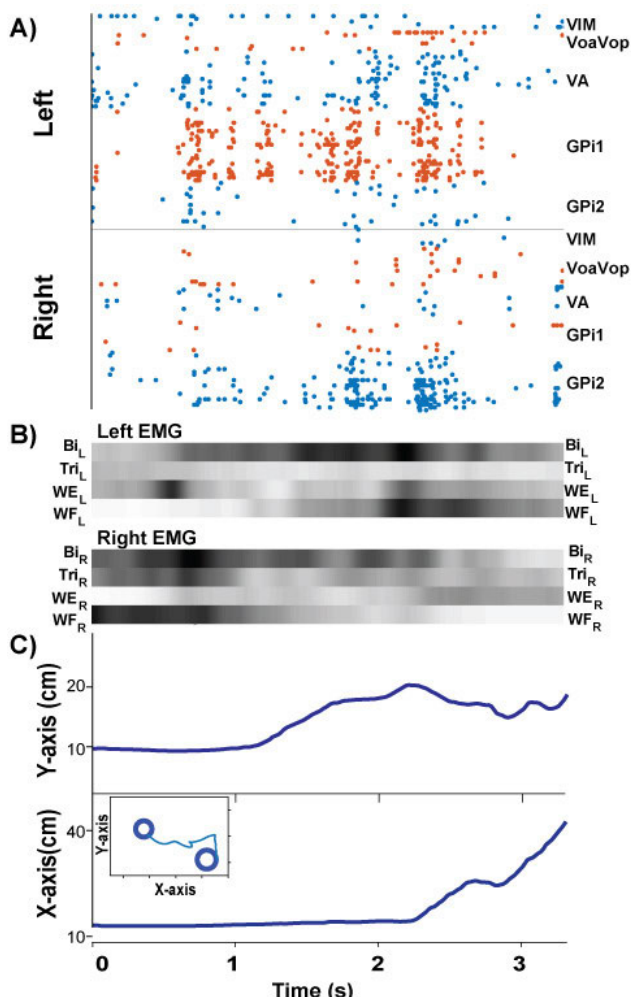 A)
Left
VIM
VoaVop
VA
GPi1
GPi2
Right
VIM
VoaVop
VA
GPi1
GPi2
B)
Left EMG
BiL BiL
TriL TriL
WEL WEL
WFL WFL
Right EMG
BiR BiR
TriR TriR
WER WER
WFR WFR
C)
Y-axis (cm)
20
10
X-axis(cm)
40
10
Y-axis
X-axis
0 1 2 3
Time (s)